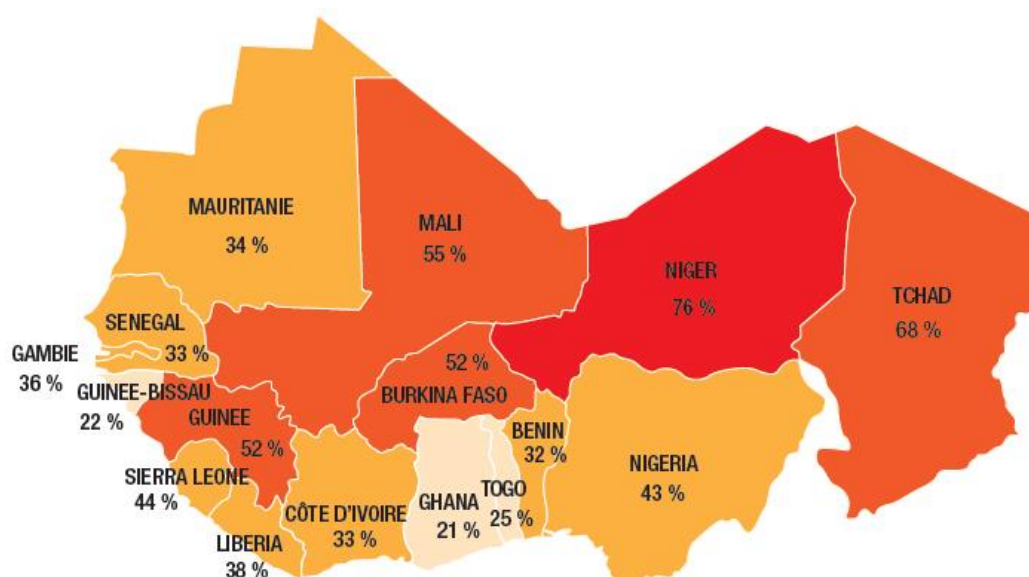 MAURITANIE
34 %
MALI
55 %
NIGER
76 %
TCHAD
68 %
SENEGAL
33 %
GAMBIE
36 %
GUINEE-BISSAU
22 %
GUINEE
52 %
52 %
BURKINA FASO
SIERRA LEONE
44 %
LIBERIA
38 %
CÔTE D'IVOIRE
33 %
GHANA
21 %
TOGO
25 %
BENIN
32 %
NIGERIA
43 %